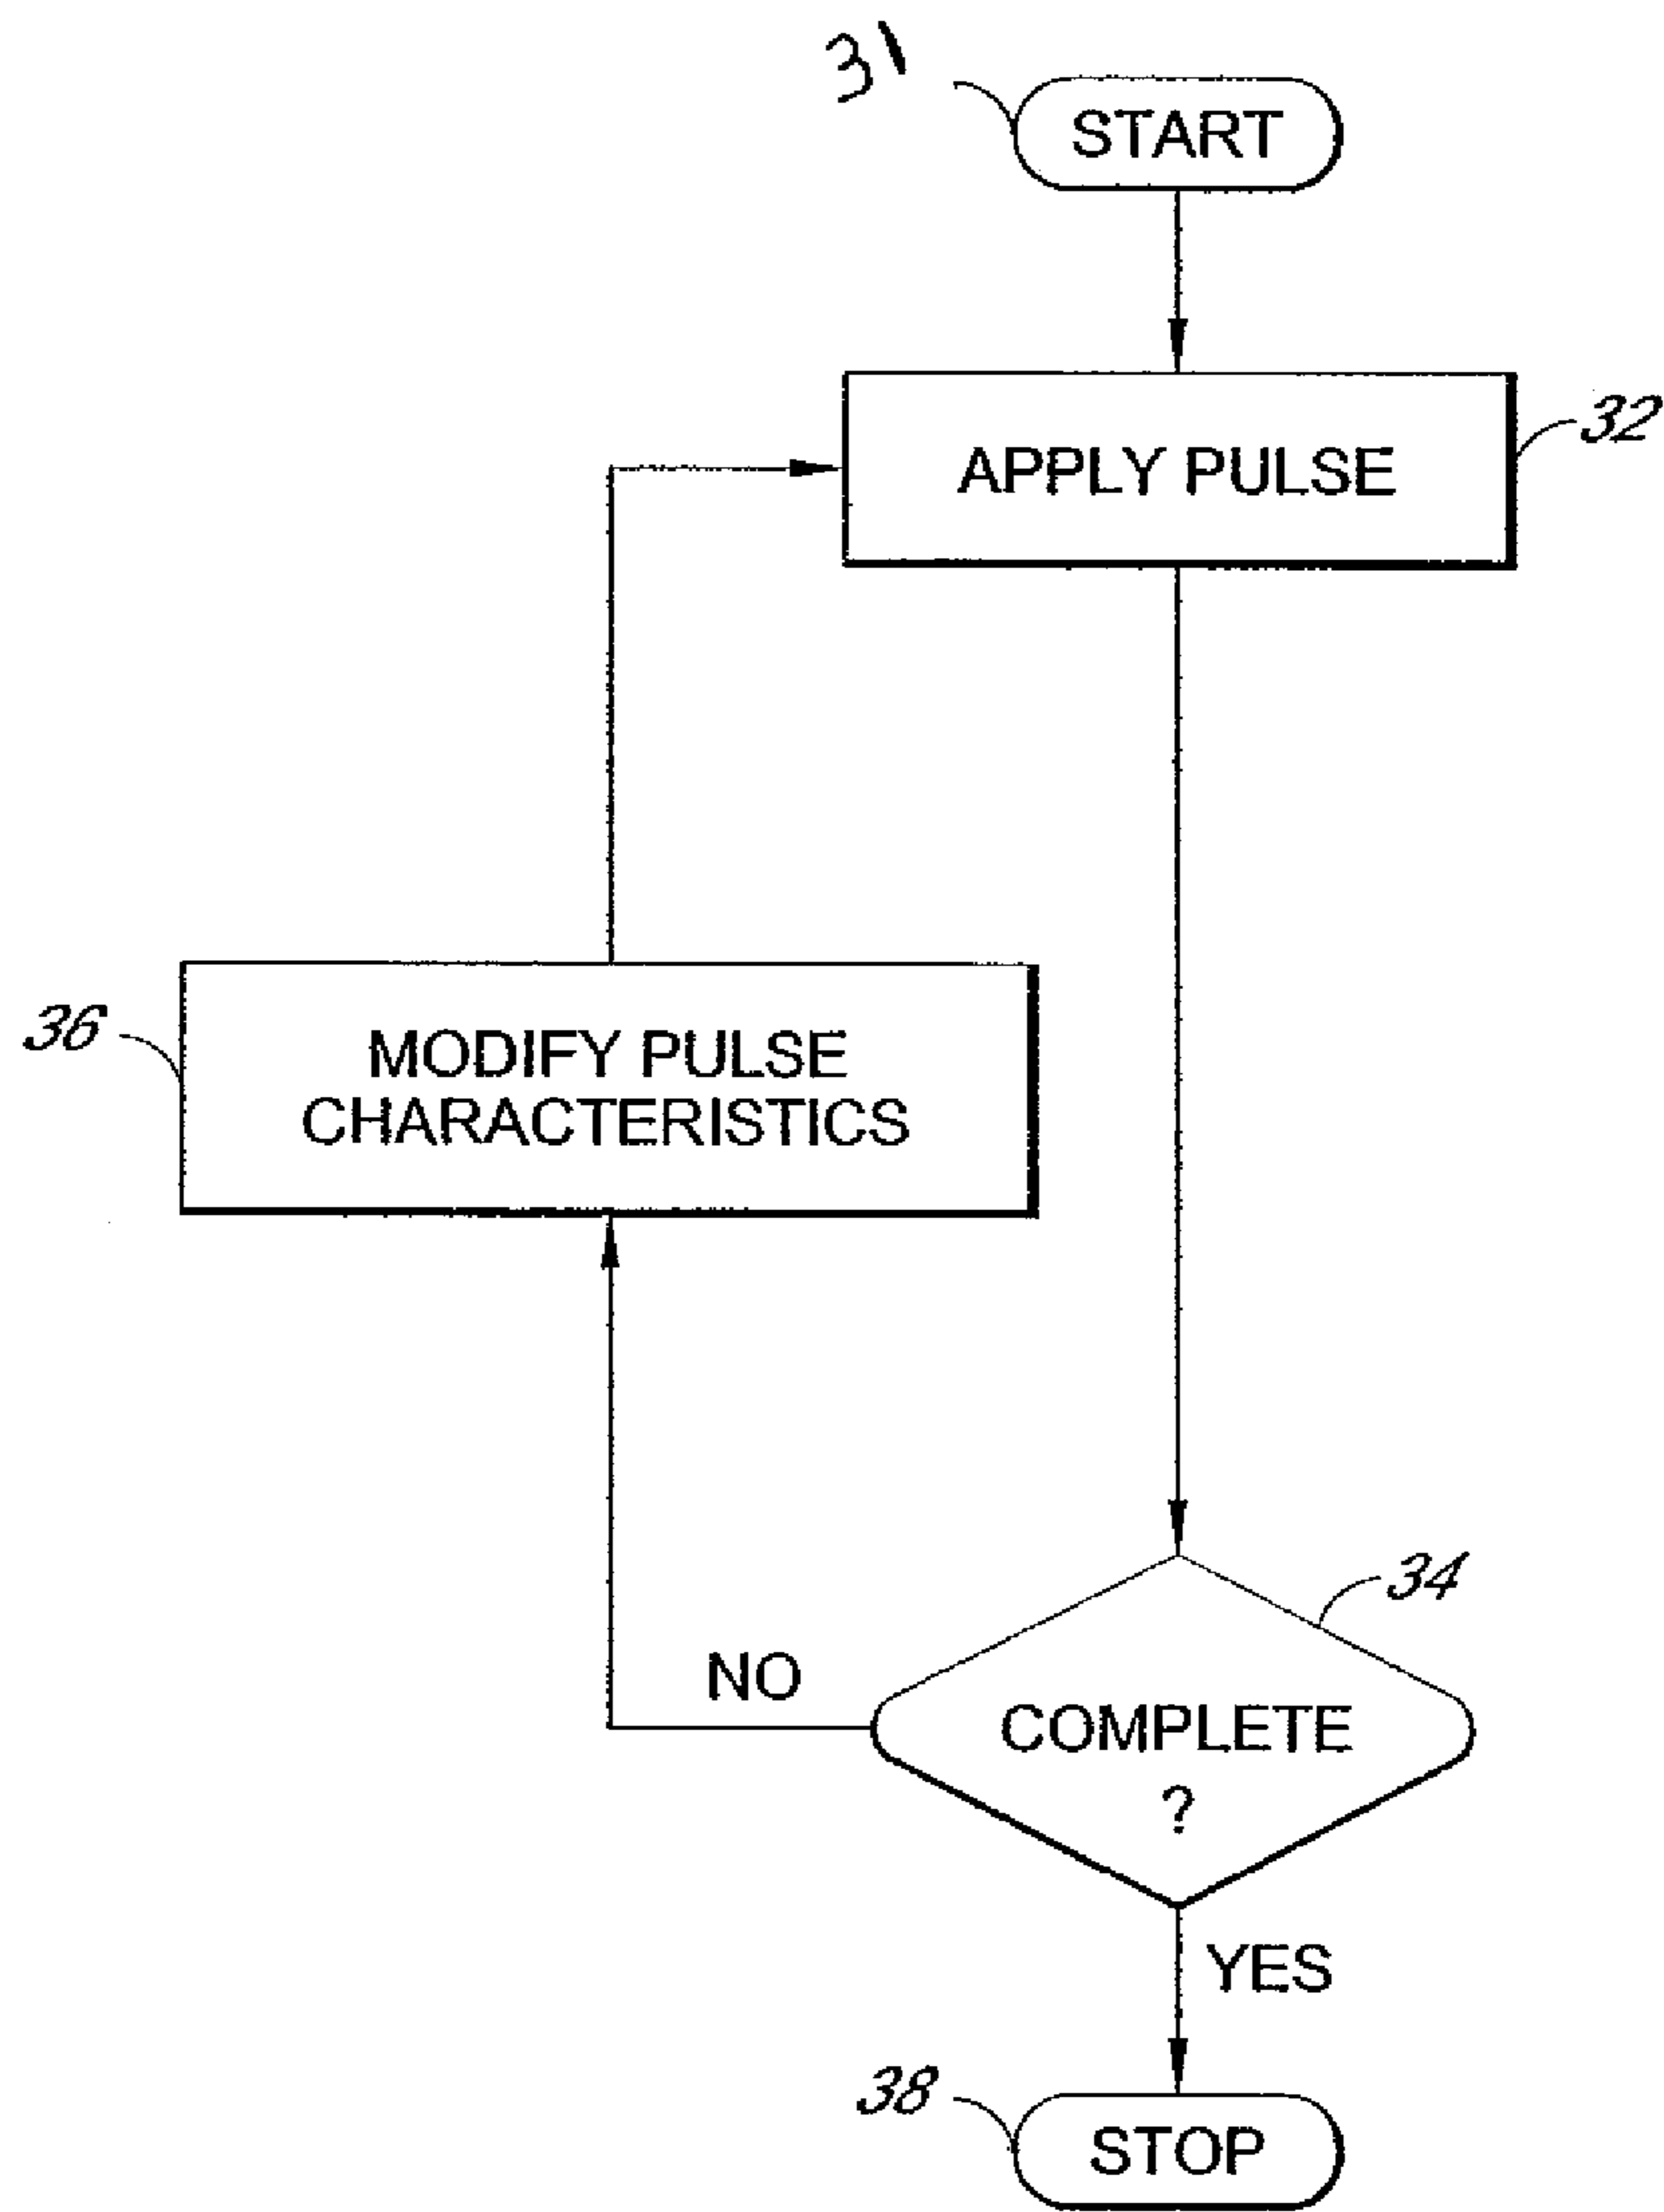 31
START
APPLY PULSE
32
36
MODIFY PULSE
CHARACTERISTICS
34
NO
COMPLETE
?
YES
38
STOP